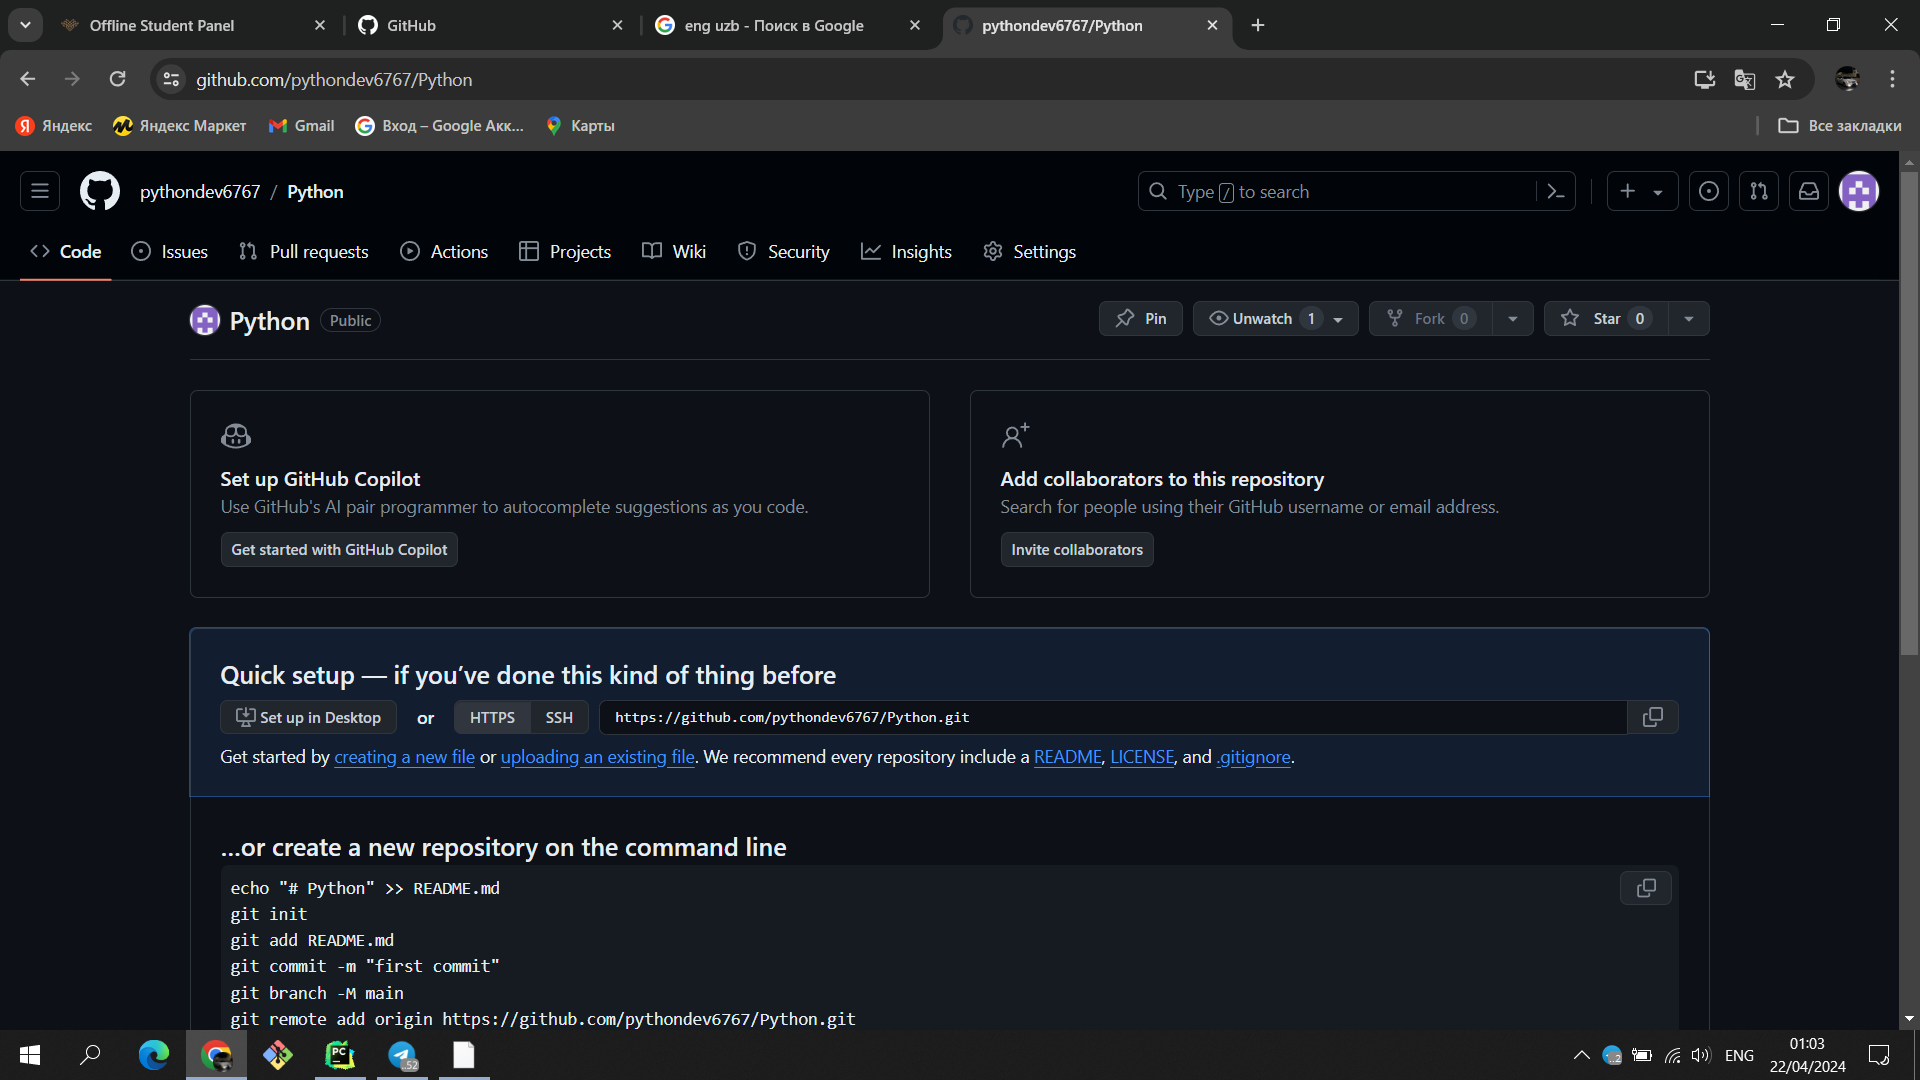 Offline Student Panel
GitHub
eng uzb - Поиск в Google
pythondev6767/Python
github.com/pythondev6767/Python
Яндекс
Яндекс Маркет
Gmail
Вход – Google Акк...
Карты
Все закладки
pythondev6767 / Python
Type / to search
Code
Issues
Pull requests
Actions
Projects
Wiki
Security
Insights
Settings
Python Public
Pin
Unwatch 1
Fork 0
Star 0
Set up GitHub Copilot
Use GitHub's AI pair programmer to autocomplete suggestions as you code.
Get started with GitHub Copilot
Add collaborators to this repository
Search for people using their GitHub username or email address.
Invite collaborators
Quick setup — if you’ve done this kind of thing before
Set up in Desktop or HTTPS SSH https://github.com/pythondev6767/Python.git
Get started by creating a new file or uploading an existing file. We recommend every repository include a README, LICENSE, and .gitignore.
…or create a new repository on the command line
echo "# Python" >> README.md
git init
git add README.md
git commit -m "first commit"
git branch -M main
git remote add origin https://github.com/pythondev6767/Python.git
PC
..52
..2
ENG
01:03
22/04/2024